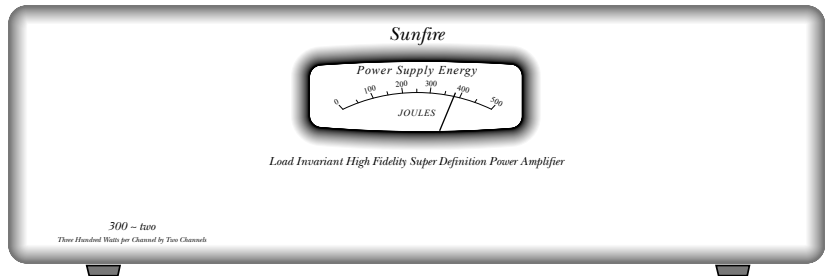 Sunfire
Power Supply Energy
0 100 200 300 400 500
JOULES
Load Invariant High Fidelity Super Definition Power Amplifier
300 ~ two
Three Hundred Watts per Channel by Two Channels